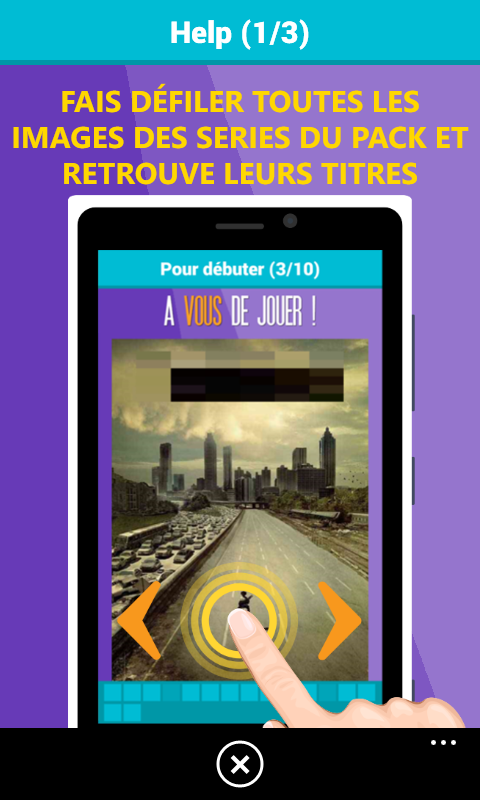 Help (1/3)
FAIS DÉFILER TOUTES LES
IMAGES DES SERIES DU PACK ET
RETROUVE LEURS TITRES
Pour débuter (3/10)
A VOUS DE JOUER !